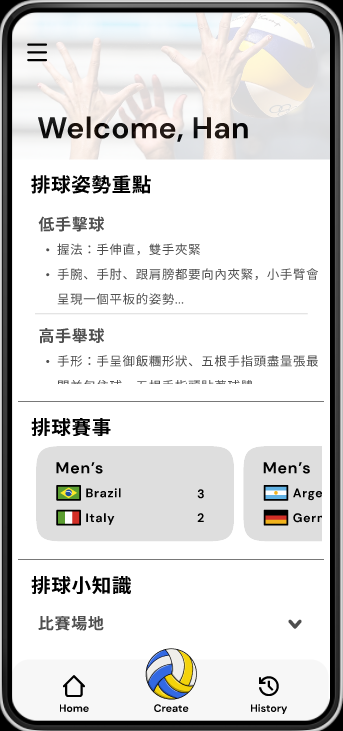 Welcome, Han
排球姿勢重點
低手擊球
• 握法：手伸直，雙手夾緊
• 手腕、手肘、跟肩膀都要向內夾緊，小手臂會
呈現一個平板的姿勢...
高手舉球
• 手形：手呈御飯糰形狀、五根手指頭盡量張最
排球賽事
Men's
Brazil 3
Italy 2
Men's
Arge
Gern
排球小知識
比賽場地
Home
Create
History